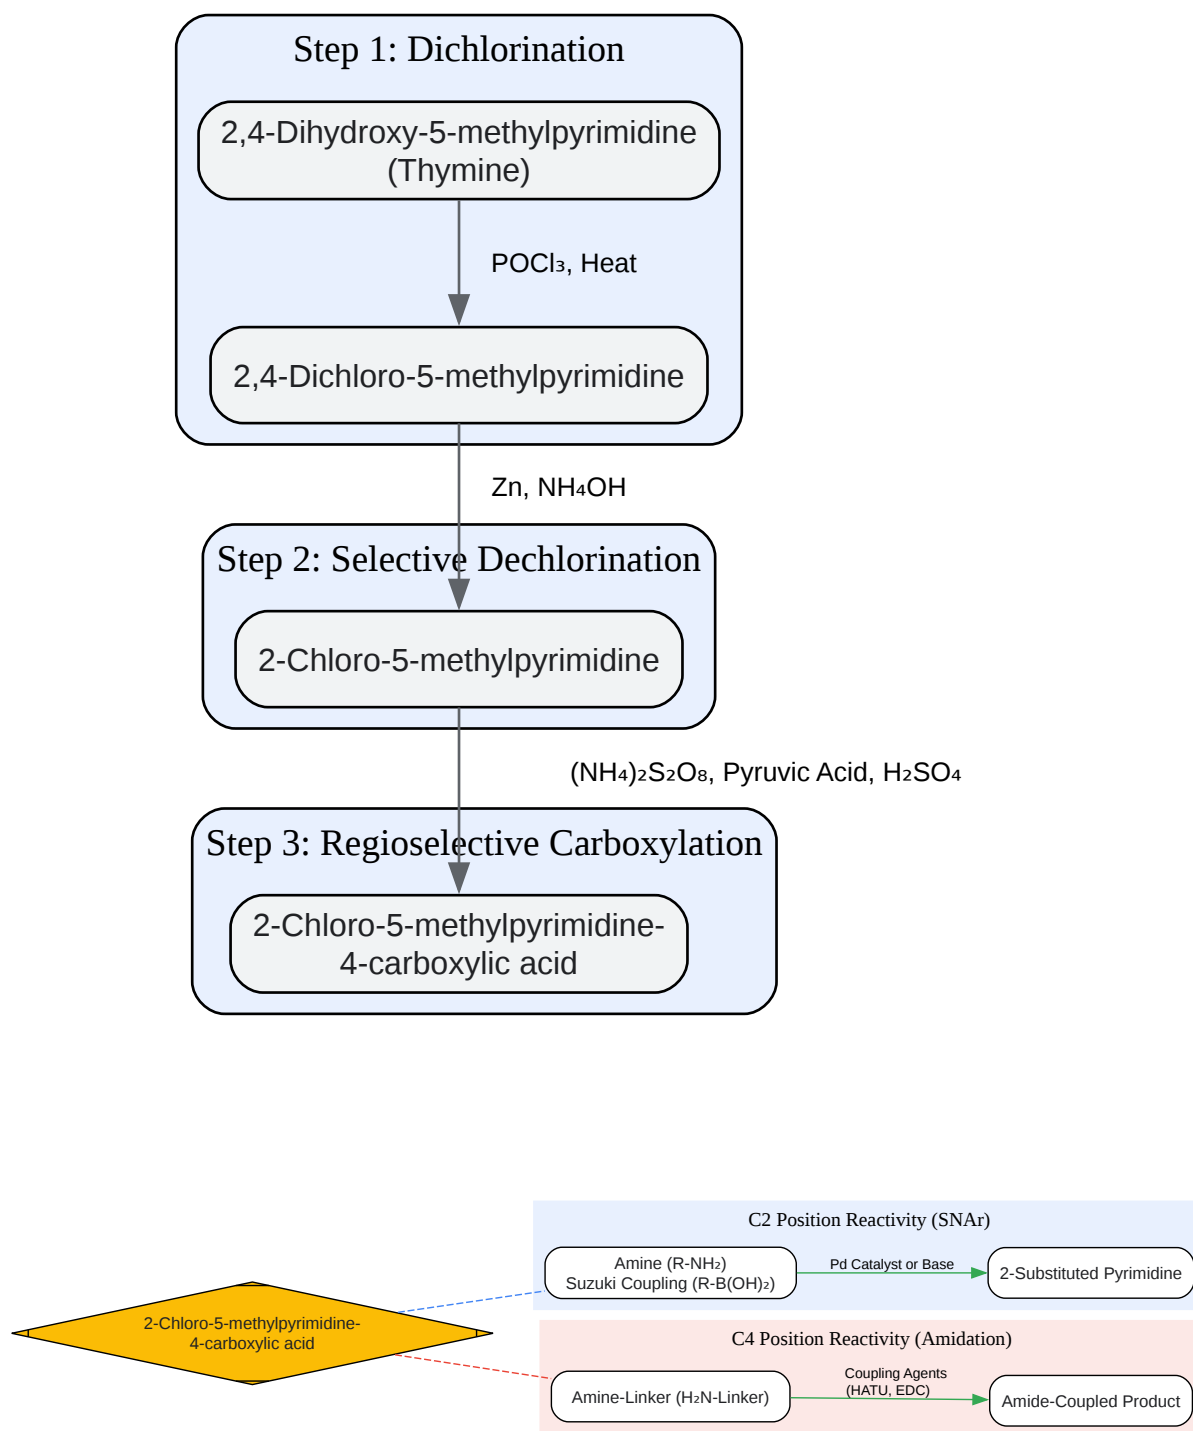 Step 1: Dichlorination
2,4-Dihydroxy-5-methylpyrimidine
(Thymine)
POCl₃, Heat
2,4-Dichloro-5-methylpyrimidine
Zn, NH₄OH
Step 2: Selective Dechlorination
2-Chloro-5-methylpyrimidine
(NH₄)₂S₂O₈, Pyruvic Acid, H₂SO₄
Step 3: Regioselective Carboxylation
2-Chloro-5-methylpyrimidine-
4-carboxylic acid
C2 Position Reactivity (SNAr)
Amine (R-NH₂)
Suzuki Coupling (R-B(OH)₂)
Pd Catalyst or Base
2-Substituted Pyrimidine
2-Chloro-5-methylpyrimidine-
4-carboxylic acid
C4 Position Reactivity (Amidation)
Amine-Linker (H₂N-Linker)
Coupling Agents
(HATU, EDC)
Amide-Coupled Product